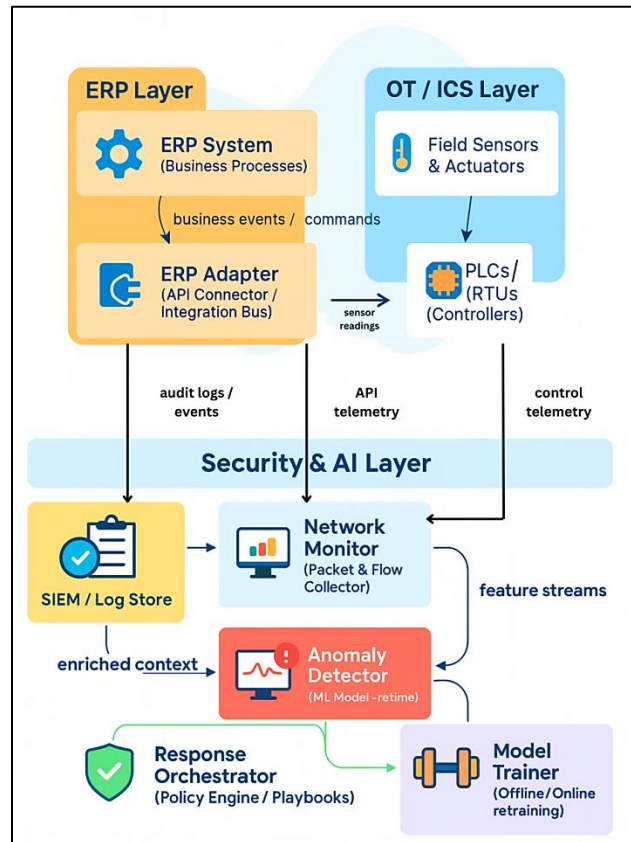 ERP Layer
OT / ICS Layer
ERP System
(Business Processes)
Field Sensors
& Actuators
business events / commands
ERP Adapter
(API Connector /
Integration Bus)
sensor
readings
PLCs/
(RTUs
(Controllers)
audit logs /
events
API
telemetry
control
telemetry
Security & AI Layer
SIEM / Log Store
Network
Monitor
(Packet & Flow
Collector)
feature streams
enriched context
Anomaly
Detector
(ML Model -retime)
Response
Orchestrator
(Policy Engine / Playbooks)
Model
Trainer
(Offline/Online
retraining)